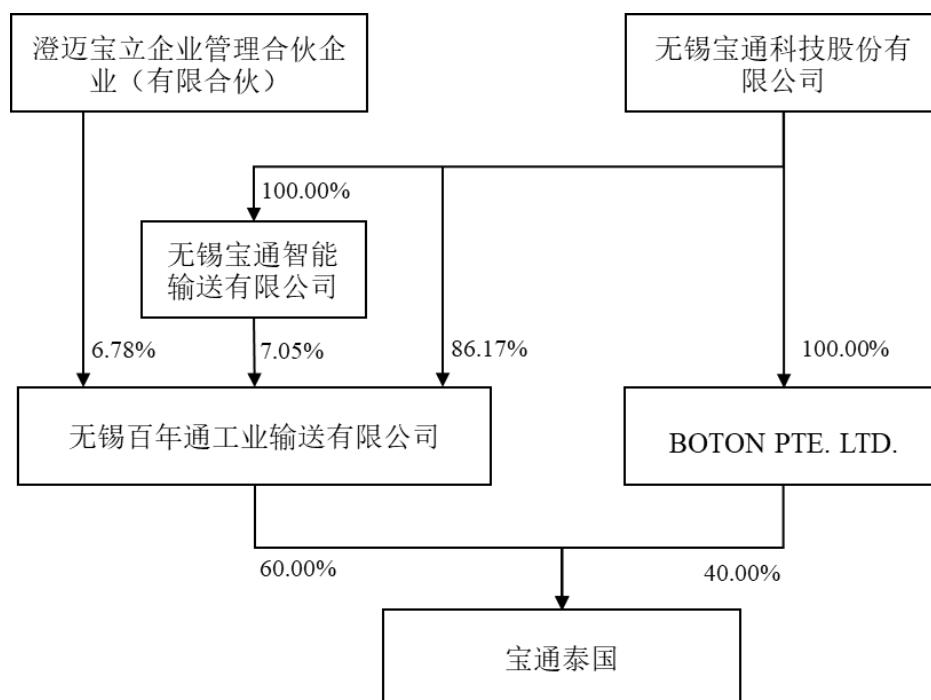 澄迈宝立企业管理合伙企
业（有限合伙）
无锡宝通科技股份有
限公司
100.00%
无锡宝通智能
输送有限公司
6.78%
7.05%
86.17%
100.00%
无锡百年通工业输送有限公司
BOTON PTE. LTD.
60.00%
40.00%
宝通泰国